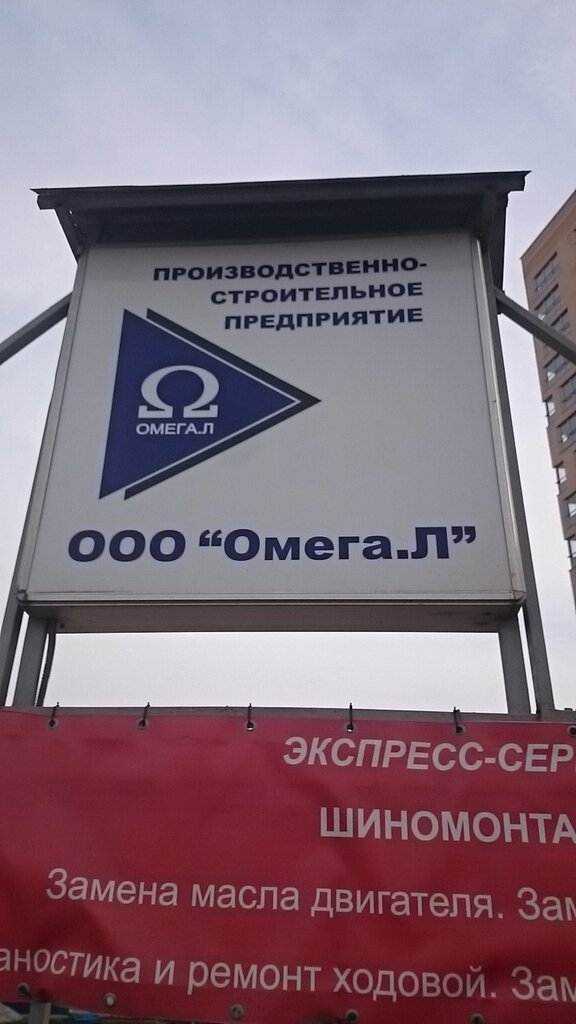 ПРОИЗВОДСТВЕННО-
СТРОИТЕЛЬНОЕ
ПРЕДПРИЯТИЕ
Ω
ОМЕГА.Л
ООО “Омега.Л”
ЭКСПРЕСС-СЕР
ШИНОМОНТА
Замена масла двигателя. Зам
аностика и ремонт ходовой. Зам